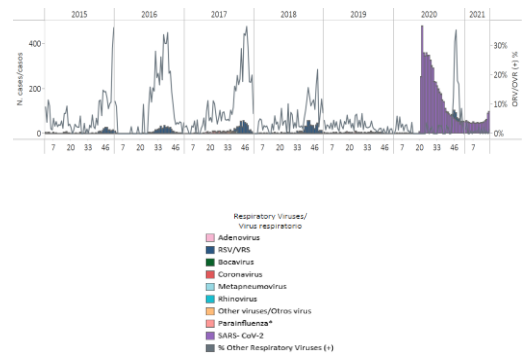 2015 2016 2017 2018 2019 2020 2021
N. cases/casos
400
200
0
30%
20%
10%
0%
ORV/OVR (+) %
7 20 33 46 7 20 33 46 7 20 33 46 7 20 33 46 7 20 33 46 7 20 33 46 7
Respiratory Viruses/
Virus respiratorio
Adenovirus
RSV/VRS
Bocavirus
Coronavirus
Metapneumovirus
Rhinovirus
Other viruses/Otros virus
Parainfluenza*
SARS- CoV-2
% Other Respiratory Viruses (+)